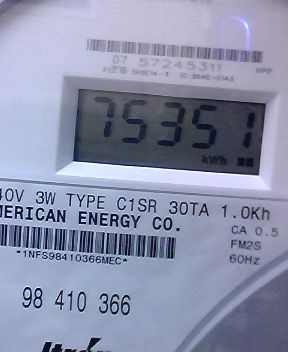 07 57245311
75351
kWh
40V 3W TYPE C1SR 30TA 1.0Kh
MERICAN ENERGY CO.
CA 0.5
FM2S
*1NFS98410366MEC*
60Hz
98 410 366
Itron